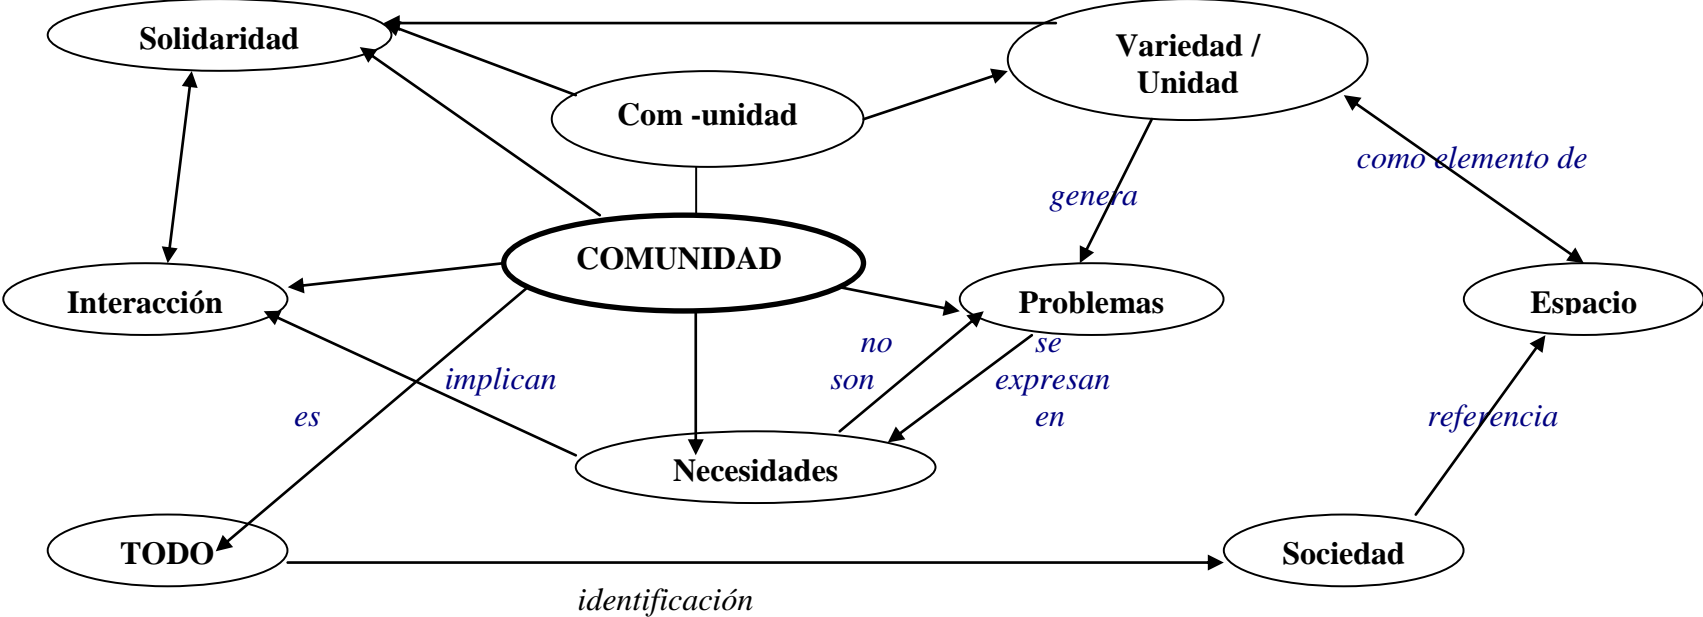 Solidaridad
Variedad /
Unidad
Com -unidad
como elemento de
genera
COMUNIDAD
Interacción
Problemas
Espacio
no
son
se
expresan
en
implican
es
referencia
Necesidades
TODO
Sociedad
identificación